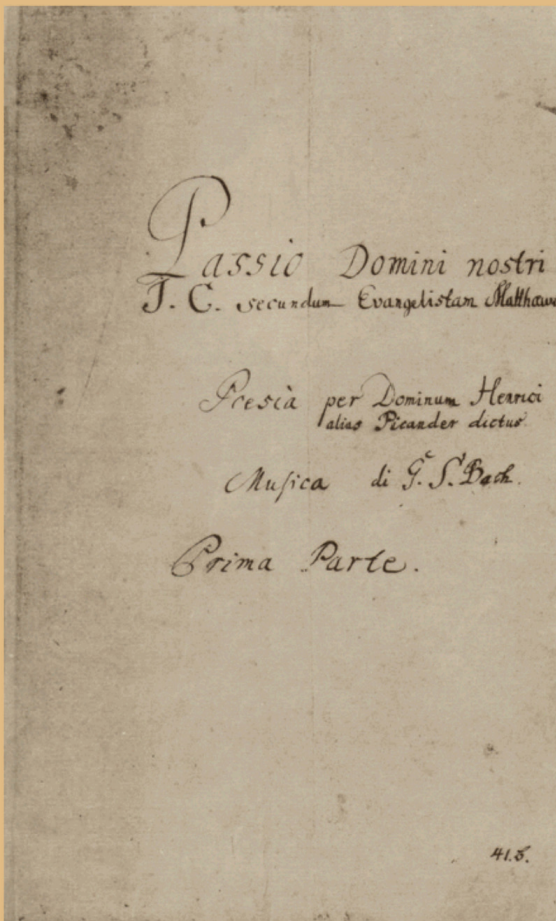 Passio Domini nostri
J. C. secundum Evangelistam Matthaeu
Poesia per Dominum Henrici
alias Picander dictus
Musica di G. S. Bach.
Prima Parte.
41.5.